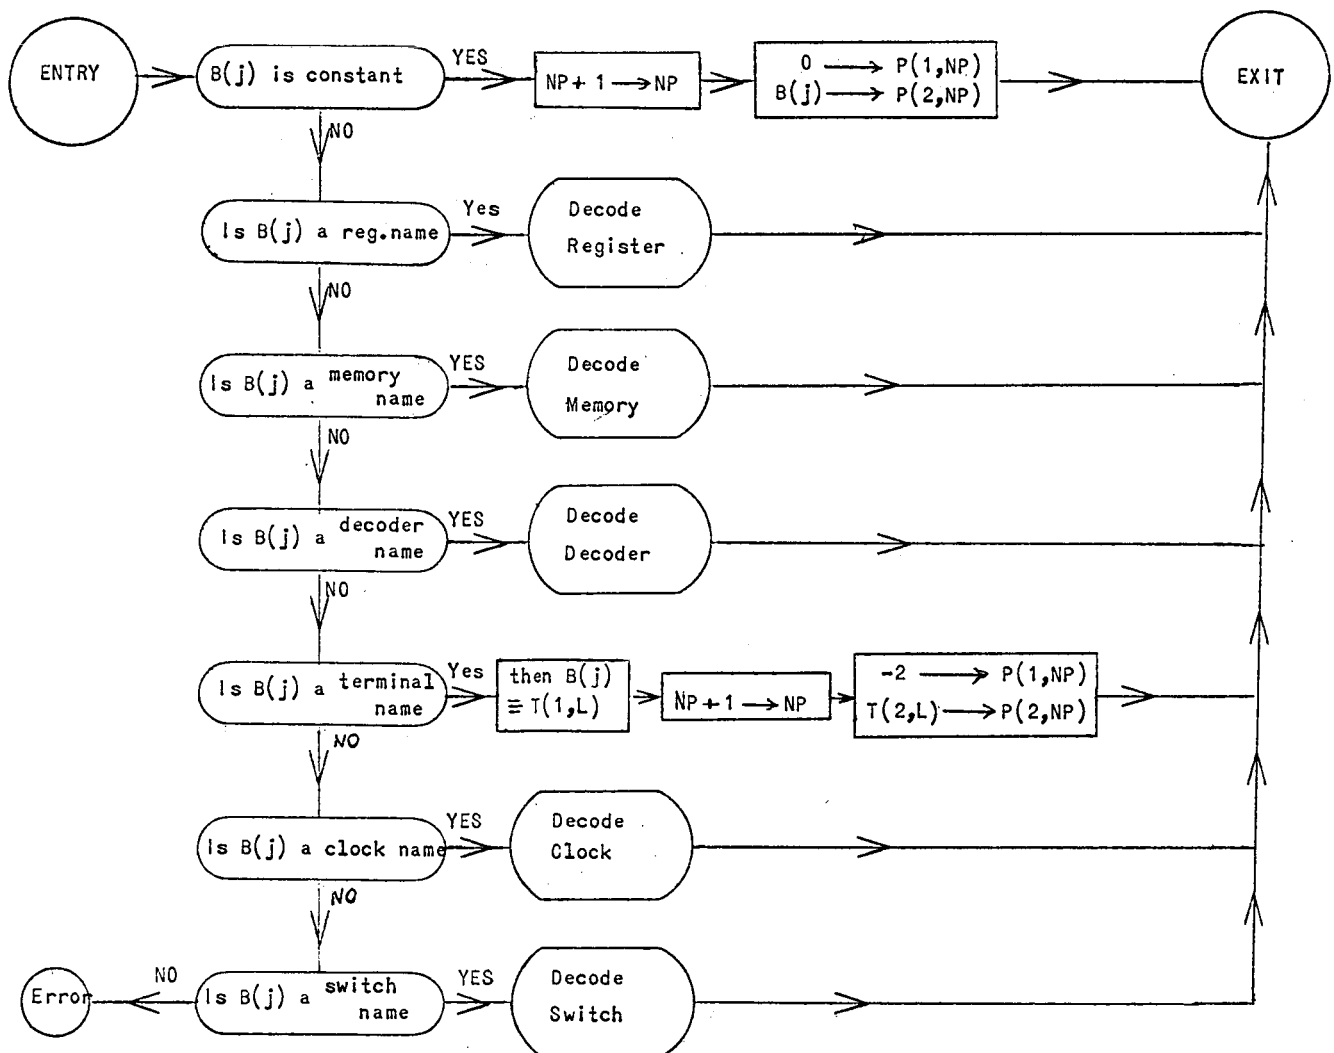 ENTRY
B(j) is constant
YES
NP + 1 → NP
0 → P(1,NP)
B(j) → P(2,NP)
EXIT
NO
Is B(j) a reg.name
Yes
Decode
Register
NO
Is B(j) a memory
name
YES
Decode
Memory
NO
Is B(j) a decoder
name
YES
Decode
Decoder
NO
Is B(j) a terminal
name
Yes
then B(j)
≡ T(1,L)
NP + 1 → NP
-2 → P(1,NP)
T(2,L) → P(2,NP)
NO
Is B(j) a clock name
YES
Decode
Clock
NO
Is B(j) a switch
name
YES
Decode
Switch
NO
Error